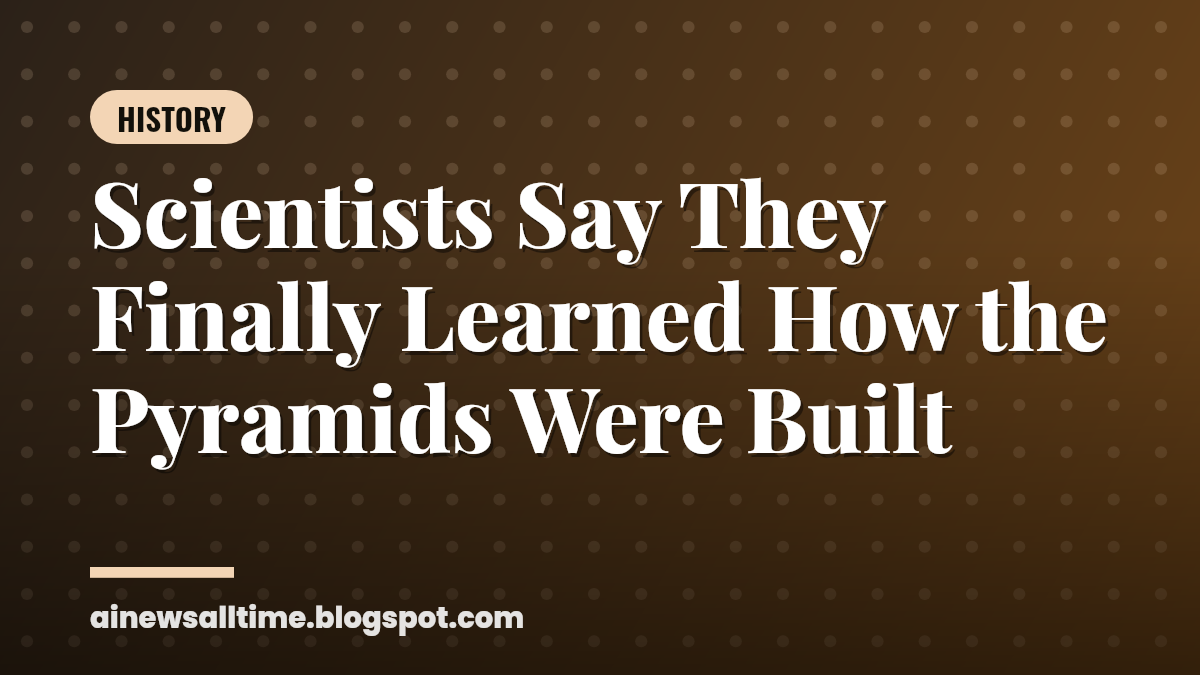 HISTORY
Scientists Say They
Finally Learned How the
Pyramids Were Built
ainewsalltime.blogspot.com